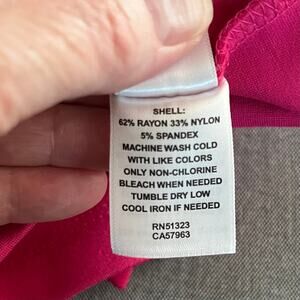 SHELL:
62% RAYON 33% NYLON
5% SPANDEX
MACHINE WASH COLD
WITH LIKE COLORS
ONLY NON-CHLORINE
BLEACH WHEN NEEDED
TUMBLE DRY LOW
COOL IRON IF NEEDED
RN51323
CA57963